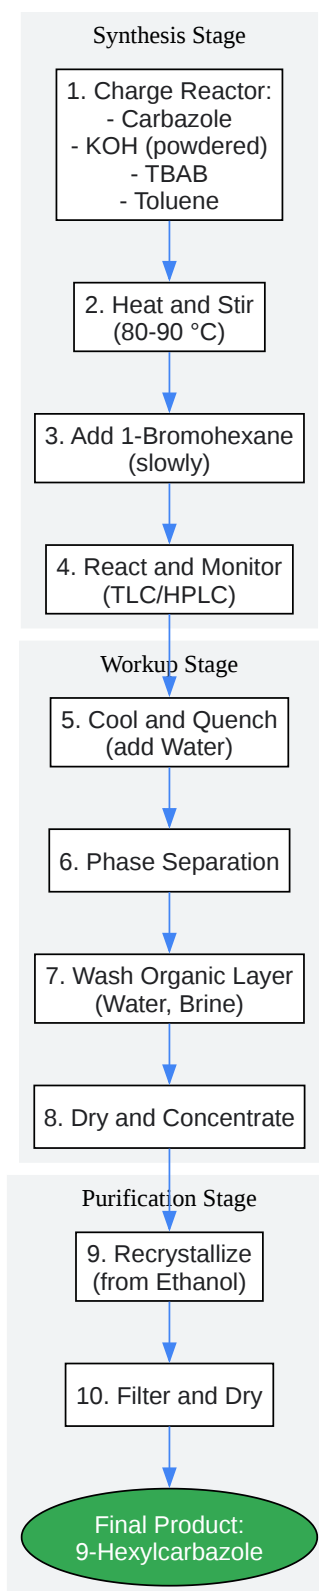 Synthesis Stage
1. Charge Reactor:
- Carbazole
- KOH (powdered)
- TBAB
- Toluene
2. Heat and Stir
(80-90 °C)
3. Add 1-Bromohexane
(slowly)
4. React and Monitor
(TLC/HPLC)
Workup Stage
5. Cool and Quench
(add Water)
6. Phase Separation
7. Wash Organic Layer
(Water, Brine)
8. Dry and Concentrate
Purification Stage
9. Recrystallize
(from Ethanol)
10. Filter and Dry
Final Product:
9-Hexylcarbazole